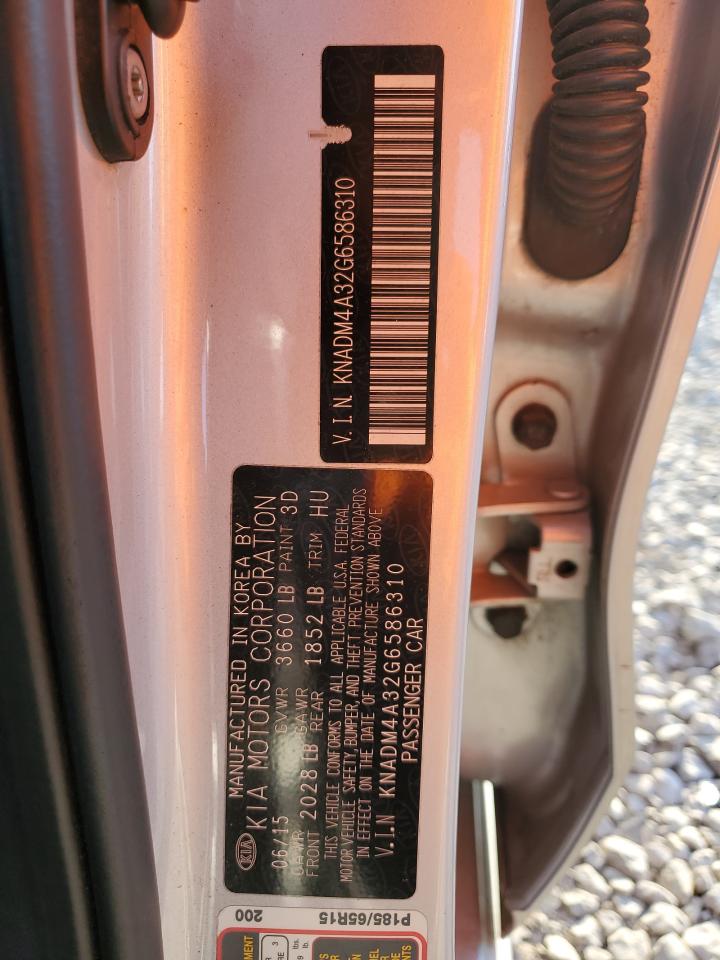 V.I.N KNADM4A32G6586310
KIA
MANUFACTURED IN KOREA BY
KIA MOTORS CORPORATION
06/15 GVWR 3660 LB PAINT 3D
GAWR GAWR
FRONT 2028 LB REAR 1852 LB TRIM HU
THIS VEHICLE CONFORMS TO ALL APPLICABLE U.S.A. FEDERAL
MOTOR VEHICLE SAFETY, BUMPER, AND THEFT PREVENTION STANDARDS
IN EFFECT ON THE DATE OF MANUFACTURE SHOWN ABOVE
V.I.N KNADM4A32G6586310
PASSENGER CAR
200
P185/65R15
lbs.
lb.